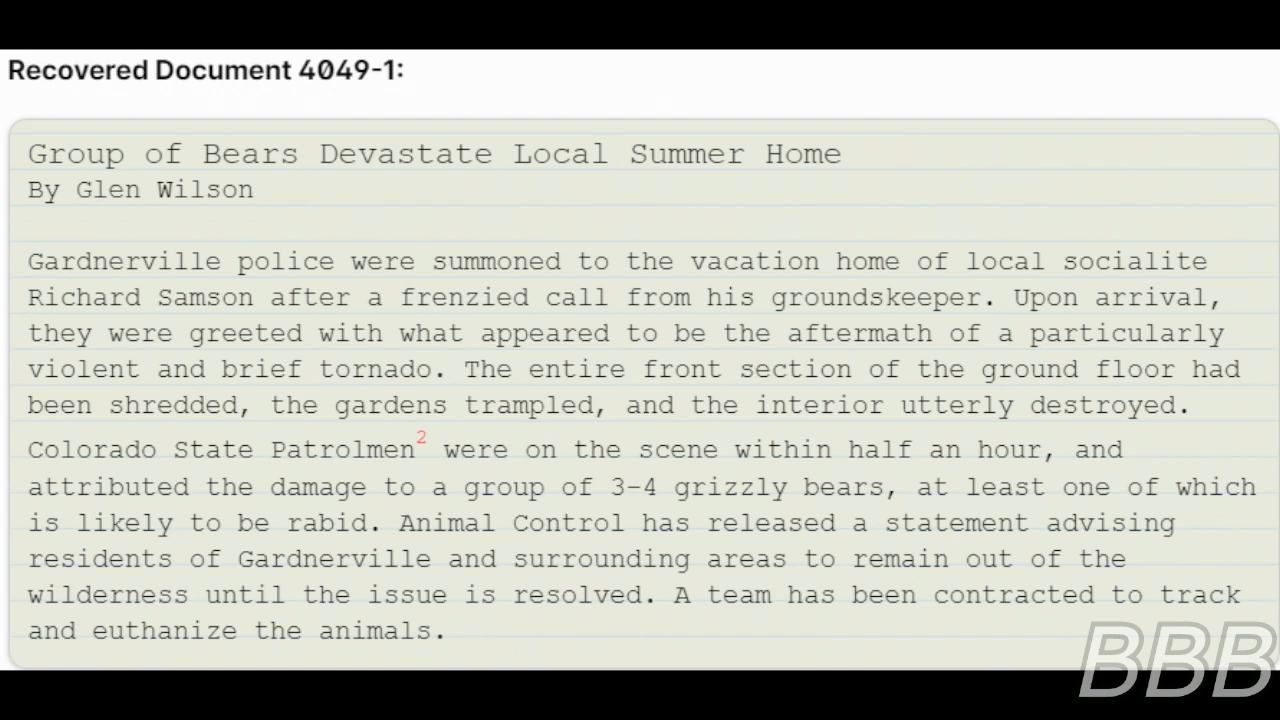 Recovered Document 4049-1:
Group of Bears Devastate Local Summer Home
By Glen Wilson
Gardnerville police were summoned to the vacation home of local socialite
Richard Samson after a frenzied call from his groundskeeper. Upon arrival,
they were greeted with what appeared to be the aftermath of a particularly
violent and brief tornado. The entire front section of the ground floor had
been shredded, the gardens trampled, and the interior utterly destroyed.
Colorado State Patrolmen2 were on the scene within half an hour, and
attributed the damage to a group of 3-4 grizzly bears, at least one of which
is likely to be rabid. Animal Control has released a statement advising
residents of Gardnerville and surrounding areas to remain out of the
wilderness until the issue is resolved. A team has been contracted to track
and euthanize the animals.
BBB